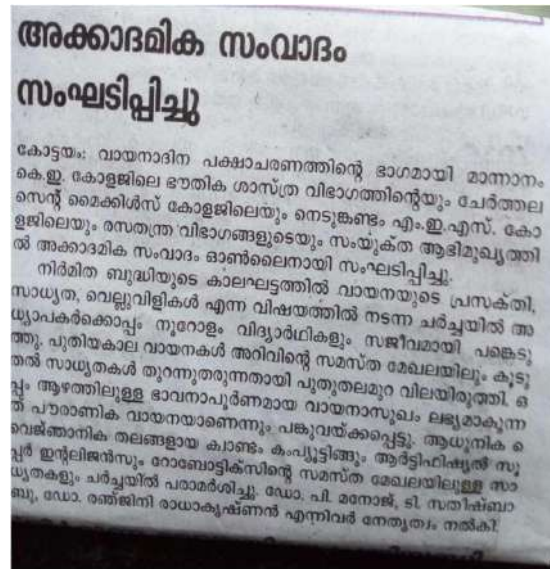 അക്കാദമിക സംവാദം
സംഘടിപ്പിച്ചു
കോട്ടയം: വായനാദിന പക്ഷാചരണത്തിന്റെ ഭാഗമായി മാന്നാനം
കെ.ഇ. കോളജിലെ ഭൗതിക ശാസ്ത്ര വിഭാഗത്തിന്റെയും ചേർത്തല
സെന്റ് മൈക്കിൾസ് കോളജിലെയും നെടുങ്കണ്ടം എം.ഇ.എസ്. കോ
ളജിലെയും രസതന്ത്ര വിഭാഗങ്ങളുടെയും സംയുക്ത ആഭിമുഖ്യത്തി
ൽ അക്കാദമിക സംവാദം ഓൺലൈനായി സംഘടിപ്പിച്ചു.
നിർമിത ബുദ്ധിയുടെ കാലഘട്ടത്തിൽ വായനയുടെ പ്രസക്തി,
സാധ്യത, വെല്ലുവിളികൾ എന്ന വിഷയത്തിൽ നടന്ന ചർച്ചയിൽ അ
ധ്യാപകർക്കൊപ്പം നൂറോളം വിദ്യാർഥികളും സജീവമായി പങ്കെടു
ത്തു. പുതിയകാല വായനകൾ അറിവിന്റെ സമസ്ത മേഖലയിലും കൂടു
തൽ സാധ്യതകൾ തുറന്നുതരുന്നതായി പുതുതലമുറ വിലയിരുത്തി. ഒ
പ്പം ആഴത്തിലുള്ള ഭാവനാപൂർണമായ വായനാസുഖം ലഭ്യമാകുന്ന
ത് പൗരാണിക വായനയാണെന്നും പങ്കുവയ്ക്കപ്പെട്ടു. ആധുനിക വൈ
വെജ്ഞാനിക തലങ്ങളായ ക്വാണ്ടം കംപ്യൂട്ടിങ്ങും ആർട്ടിഫിഷ്യൽ സൂ
പ്പർ ഇന്റലിജൻസും റോബോട്ടിക്സിന്റെ സമസ്ത മേഖലയിലുള്ള സാ
ധ്യതകളും ചർച്ചയിൽ പരാമർശിച്ചു. ഡോ. പി. മനോജ്, ടി. സതീഷ്ബാ
ബു, ഡോ. രഞ്ജിനി രാധാകൃഷ്ണൻ എന്നിവർ നേതൃത്വം നൽകി.